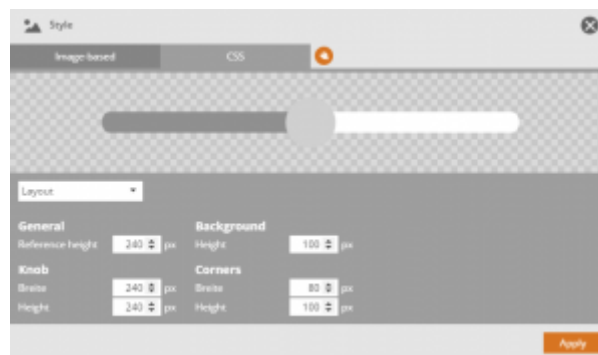 Style
Image based
CSS
Layout
General
Background
Reference height 240 px
Height 100 px
Knob
Corners
Breite 240 px
Breite 80 px
Height 240 px
Height 100 px
Apply